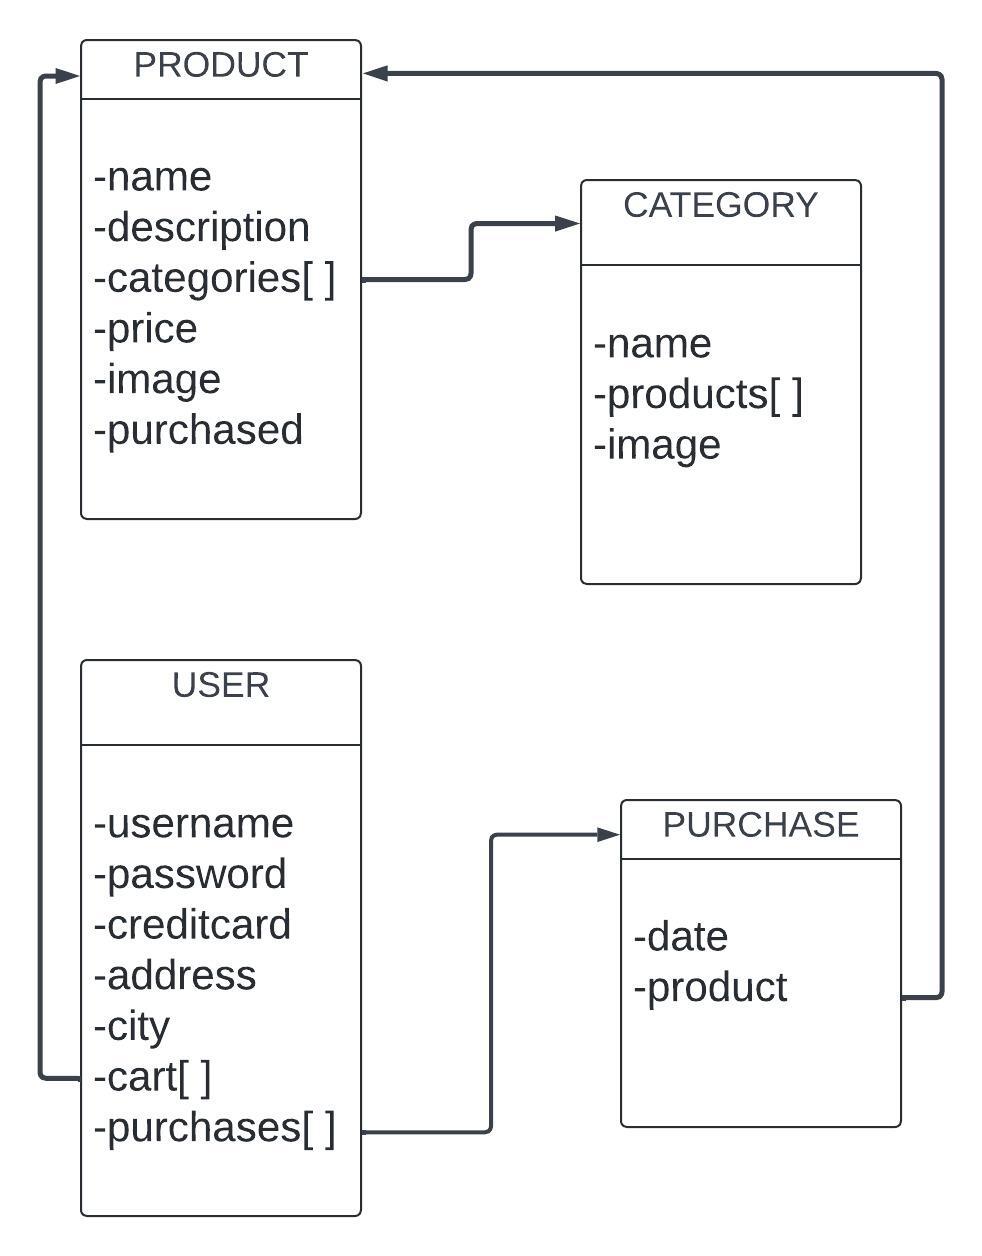 PRODUCT
-name
-description
-categories[ ]
-price
-image
-purchased
CATEGORY
-name
-products[ ]
-image
USER
-username
-password
-creditcard
-address
-city
-cart[ ]
-purchases[ ]
PURCHASE
-date
-product